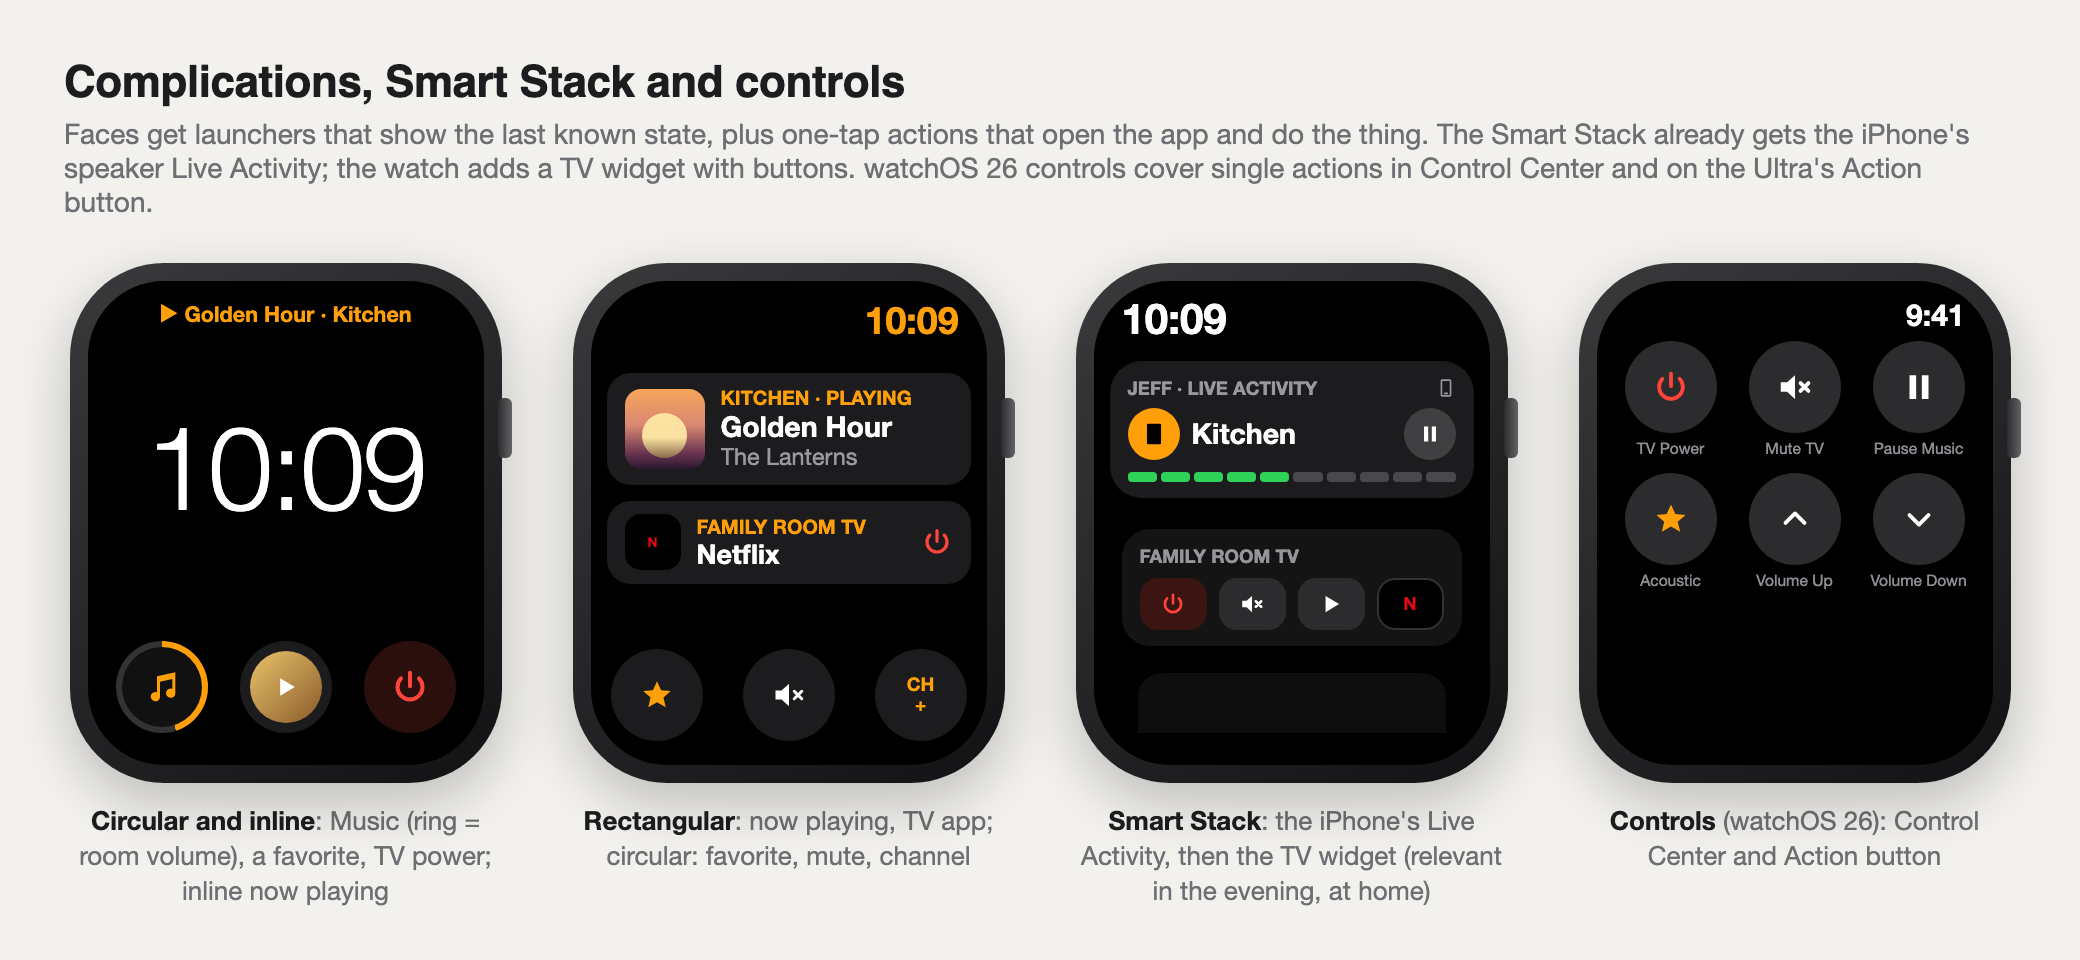 Complications, Smart Stack and controls
Faces get launchers that show the last known state, plus one-tap actions that open the app and do the thing. The Smart Stack already gets the iPhone's
speaker Live Activity; the watch adds a TV widget with buttons. watchOS 26 controls cover single actions in Control Center and on the Ultra's Action
button.
Golden Hour · Kitchen
10:09
10:09
KITCHEN · PLAYING
Golden Hour
The Lanterns
FAMILY ROOM TV
N
Netflix
CH
+
10:09
JEFF · LIVE ACTIVITY
Kitchen
FAMILY ROOM TV
N
9:41
TV Power
Mute TV
Pause Music
Acoustic
Volume Up
Volume Down
Circular and inline: Music (ring =
room volume), a favorite, TV power;
inline now playing
Rectangular: now playing, TV app;
circular: favorite, mute, channel
Smart Stack: the iPhone's Live
Activity, then the TV widget (relevant
in the evening, at home)
Controls (watchOS 26): Control
Center and Action button